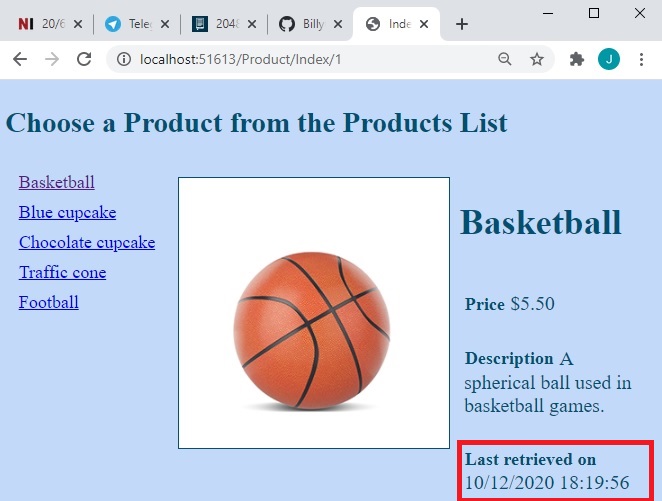 20/6
Tele
2048
Billy
Inde
localhost:51613/Product/Index/1
J
Choose a Product from the Products List
Basketball
Blue cupcake
Chocolate cupcake
Traffic cone
Football
Basketball
Price $5.50
Description A
spherical ball used in
basketball games.
Last retrieved on
10/12/2020 18:19:56